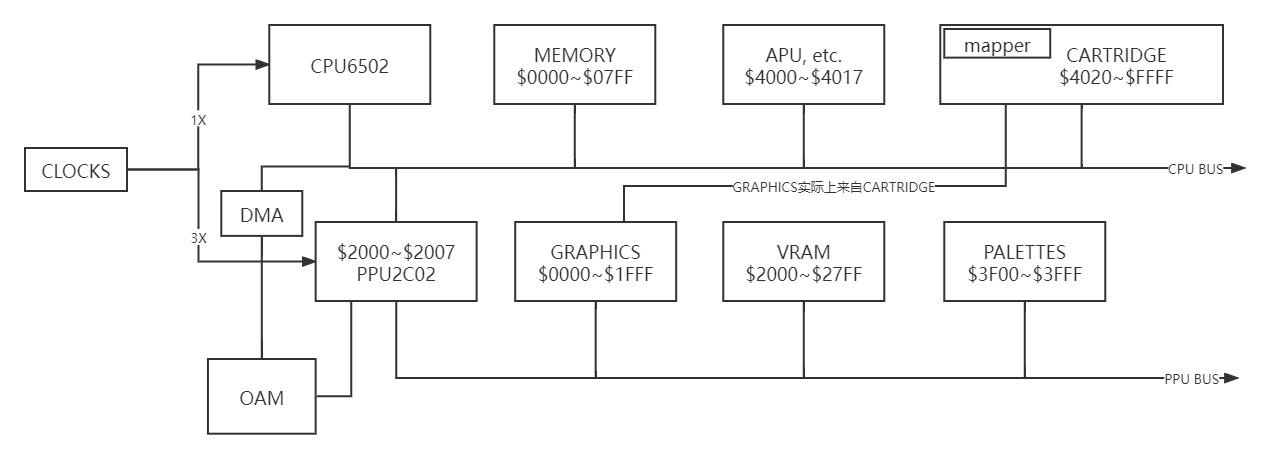 CPU6502
MEMORY
$0000~$07FF
APU, etc.
$4000~$4017
mapper
CARTRIDGE
$4020~$FFFF
1X
CLOCKS
CPU BUS
GRAPHICS实际上来自CARTRIDGE
DMA
3X
$2000~$2007
PPU2C02
GRAPHICS
$0000~$1FFF
VRAM
$2000~$27FF
PALETTES
$3F00~$3FFF
PPU BUS
OAM